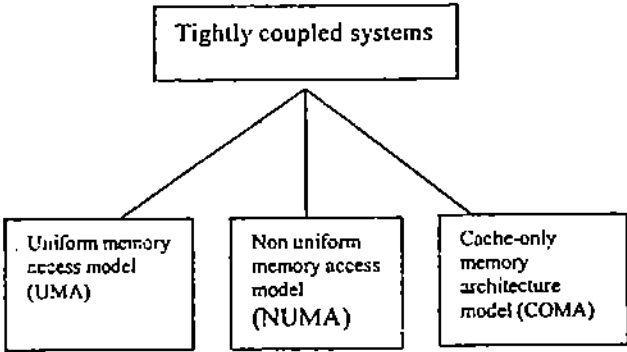 Tightly coupled systems
Uniform memory
access model
(UMA)
Non uniform
memory access
model
(NUMA)
Cache-only
memory
architecture
model (COMA)